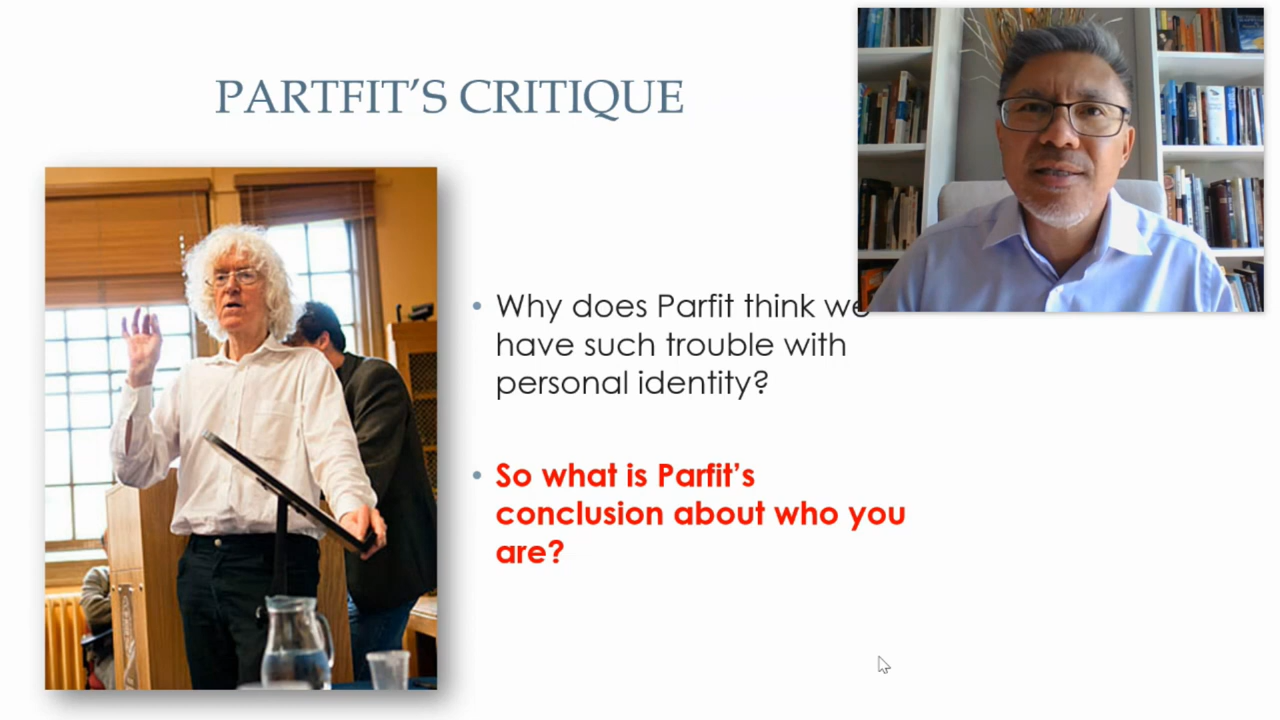 PARTFIT'S CRITIQUE
• Why does Parfit think we
have such trouble with
personal identity?
• So what is Parfit's
conclusion about who you
are?